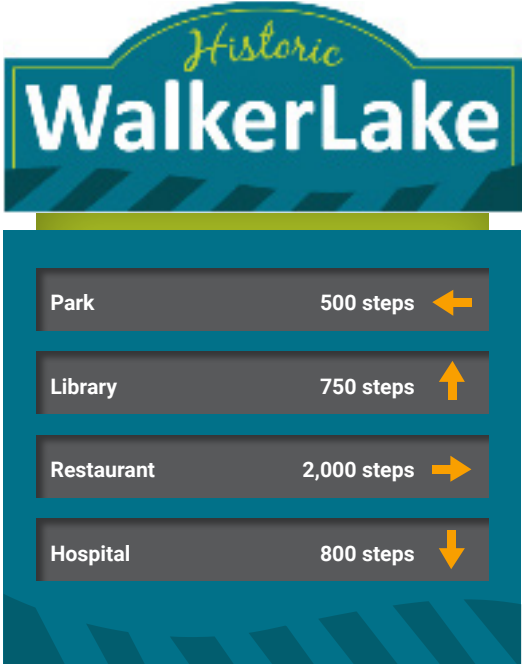 Historic
WalkerLake
Park 500 steps
Library 750 steps
Restaurant 2,000 steps
Hospital 800 steps